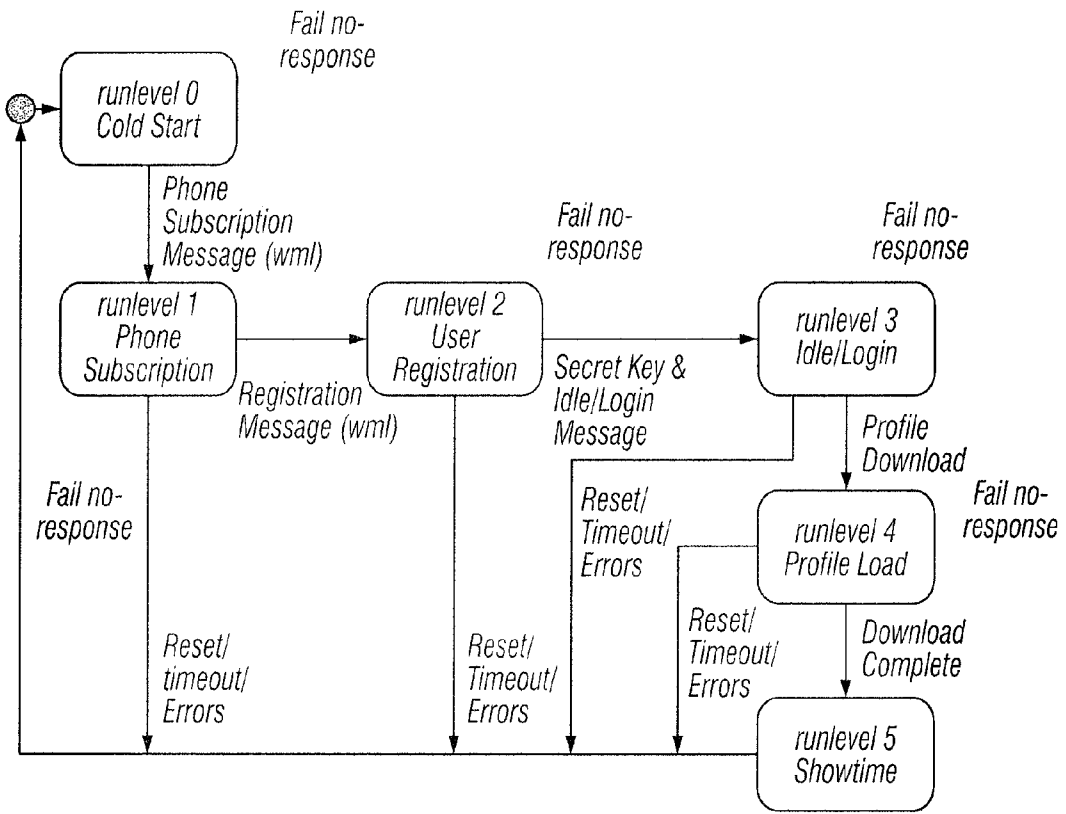 Fail no-
response
runlevel 0
Cold Start
Phone
Subscription
Message (wml)
Fail no-
response
Fail no-
response
runlevel 1
Phone
Subscription
runlevel 2
User
Registration
runlevel 3
Idle/Login
Registration
Message (wml)
Secret Key &
Idle/Login
Message
Profile
Download
Fail no-
response
Reset/
Timeout/
Errors
Fail no-
response
runlevel 4
Profile Load
Reset/
timeout/
Errors
Reset/
Timeout/
Errors
Reset/
Timeout/
Errors
Download
Complete
runlevel 5
Showtime